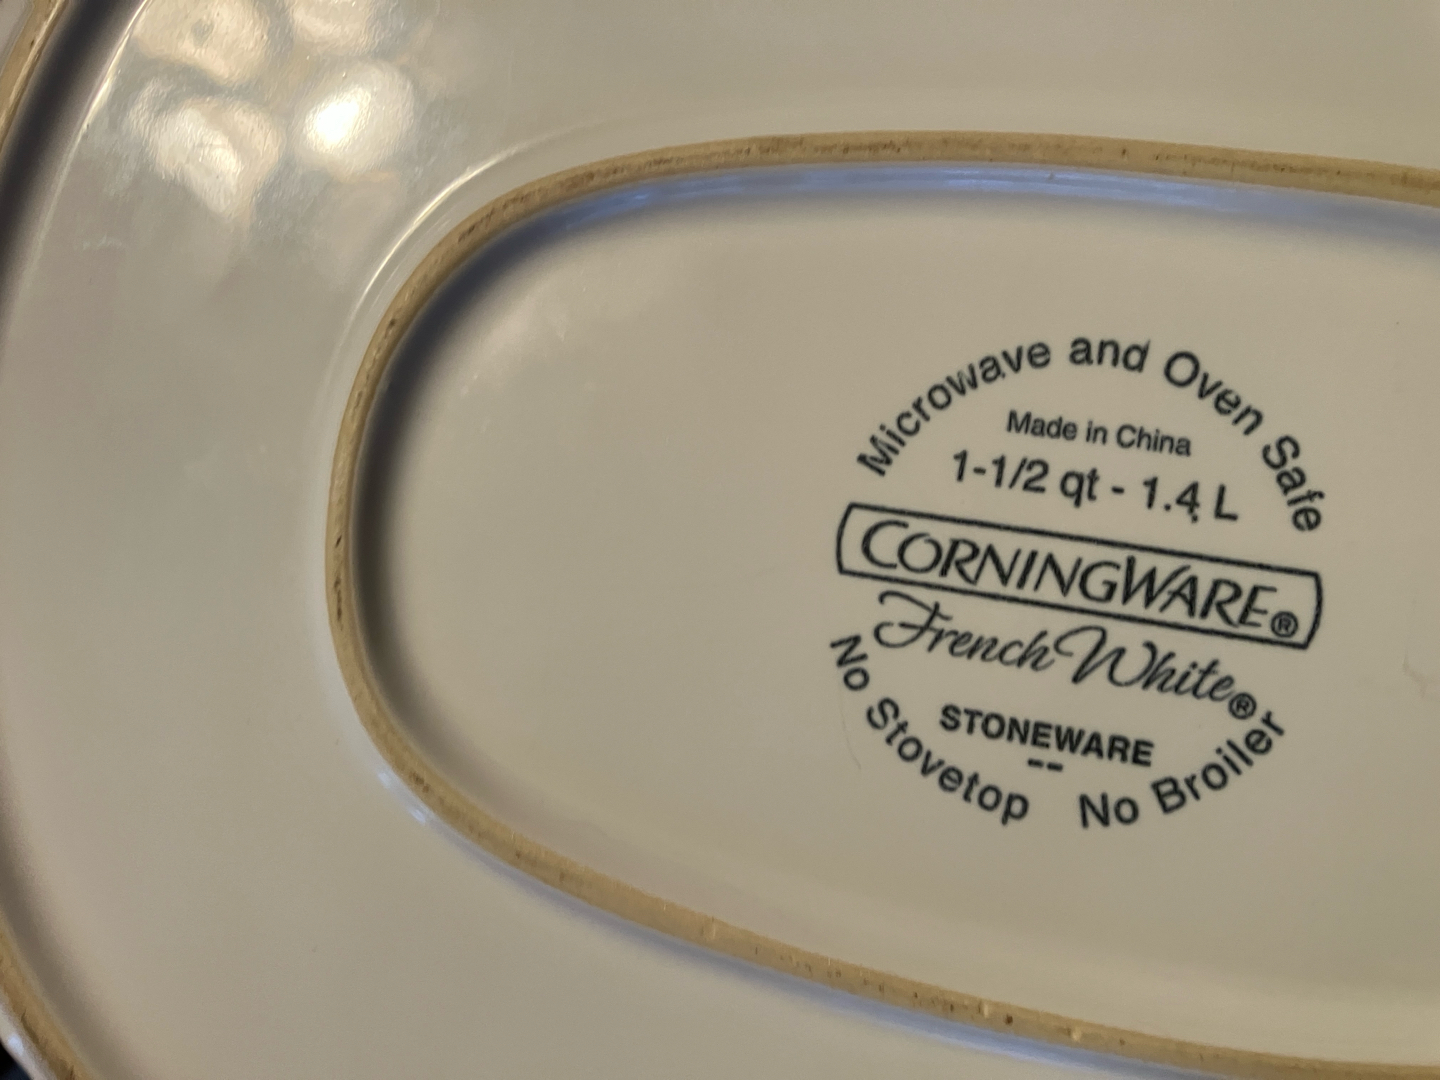 Microwave and Oven Safe
Made in China
1-1/2 qt - 1.4 L
CORNINGWARE®
French White®
STONEWARE
--
No Stovetop No Broiler